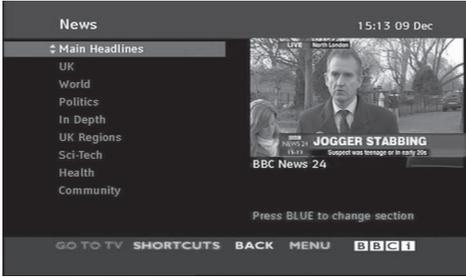 News 15:13 09 Dec
Main Headlines
UK
World
Politics
In Depth
UK Regions
Sci-Tech
Health
Community
LIVE North London
NEWS 24 JOGGER STABBING
15:13 Suspect was teenage or in early 20s
BBC News 24
Press BLUE to change section
GO TO TV SHORTCUTS BACK MENU BBCi